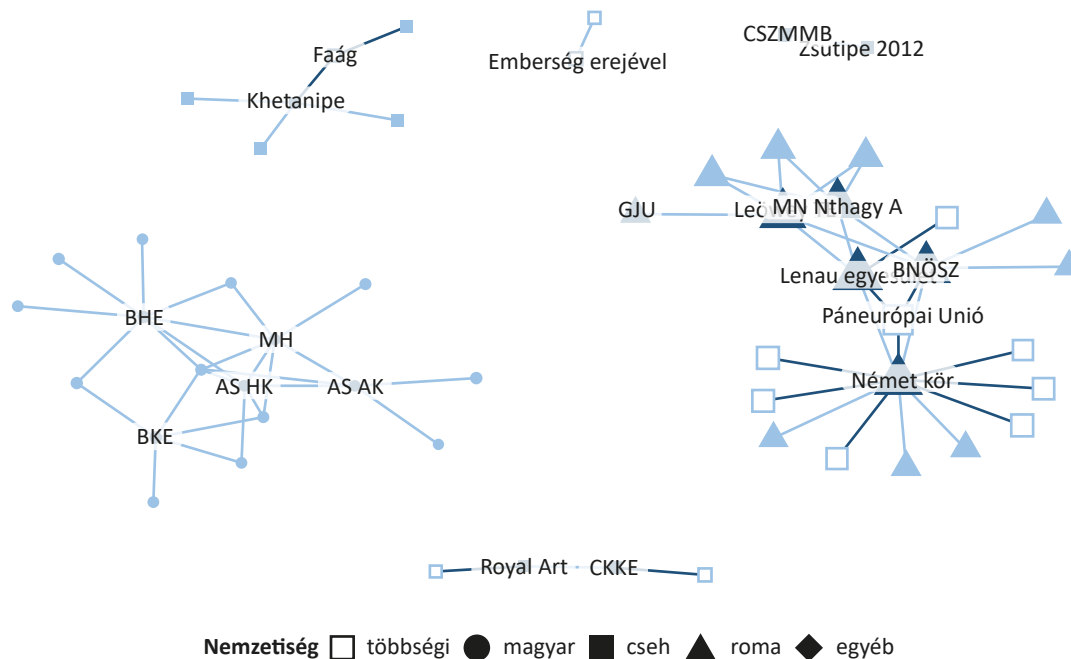 CSZMMB
Zsutipe 2012
Faág
Emberség erejével
Khetanipe
GJU
MN Nthagy A
Lenau egyesület
BNÖSZ
Páneurópai Unió
BHE
MH
AS HK
AS AK
Német kör
BKE
Royal Art
CKKE
Nemzetiség többségi magyar cseh roma egyéb